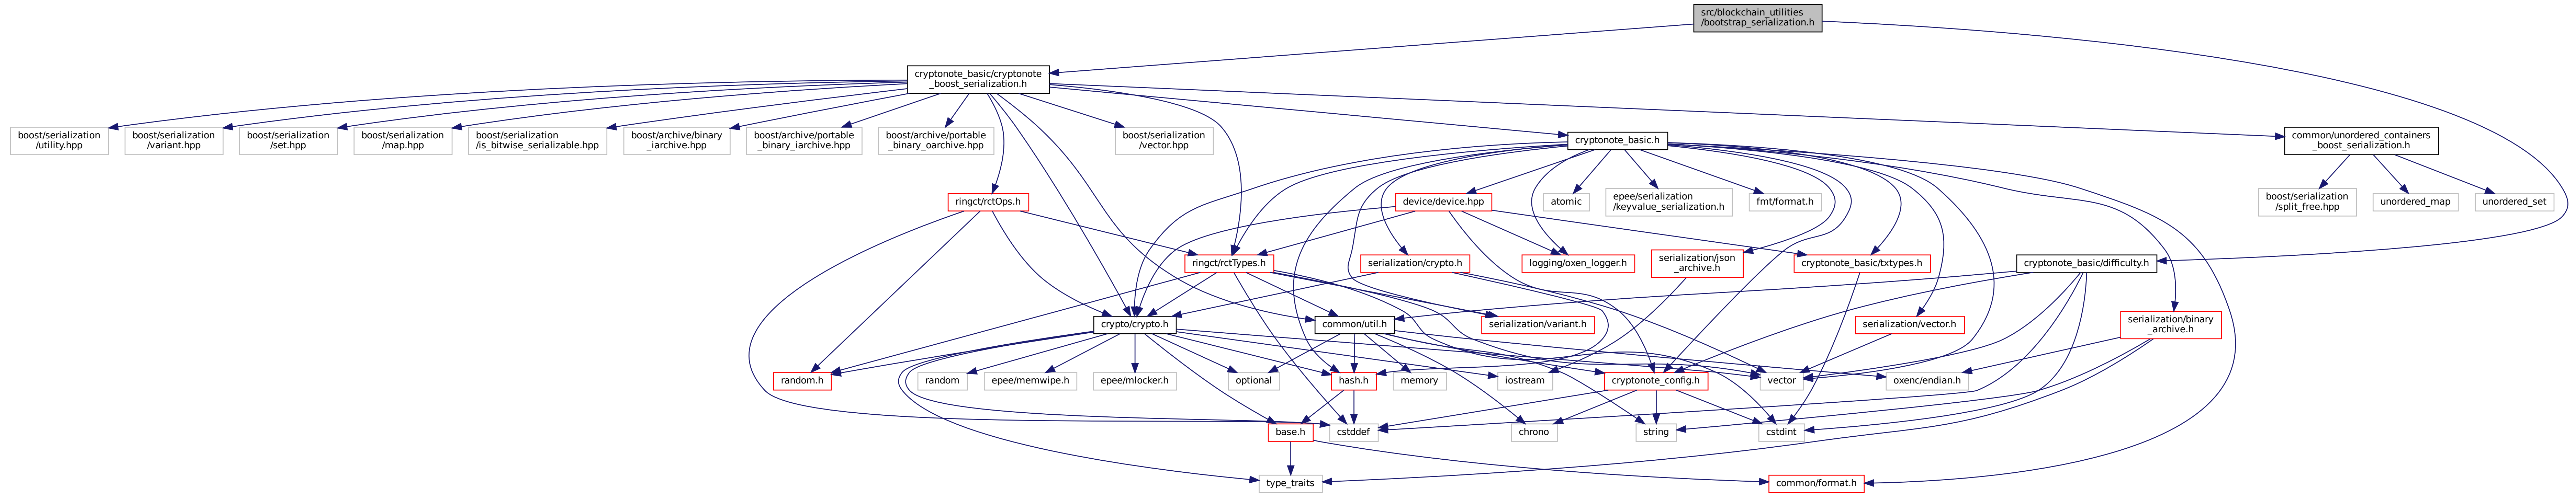 src/blockchain_utilities
/bootstrap_serialization.h
cryptonote_basic/cryptonote
_boost_serialization.h
boost/serialization
/utility.hpp
boost/serialization
/variant.hpp
boost/serialization
/set.hpp
boost/serialization
/map.hpp
boost/serialization
/is_bitwise_serializable.hpp
boost/archive/binary
_iarchive.hpp
boost/archive/portable
_binary_iarchive.hpp
boost/archive/portable
_binary_oarchive.hpp
boost/serialization
/vector.hpp
cryptonote_basic.h
common/unordered_containers
_boost_serialization.h
ringct/rctOps.h
device/device.hpp
atomic
epee/serialization
/keyvalue_serialization.h
fmt/format.h
boost/serialization
/split_free.hpp
unordered_map
unordered_set
ringct/rctTypes.h
serialization/crypto.h
logging/oxen_logger.h
serialization/json
_archive.h
cryptonote_basic/txtypes.h
cryptonote_basic/difficulty.h
crypto/crypto.h
common/util.h
serialization/variant.h
serialization/vector.h
serialization/binary
_archive.h
random.h
random
epee/memwipe.h
epee/mlocker.h
optional
hash.h
memory
iostream
cryptonote_config.h
vector
oxenc/endian.h
base.h
cstddef
chrono
string
cstdint
type_traits
common/format.h